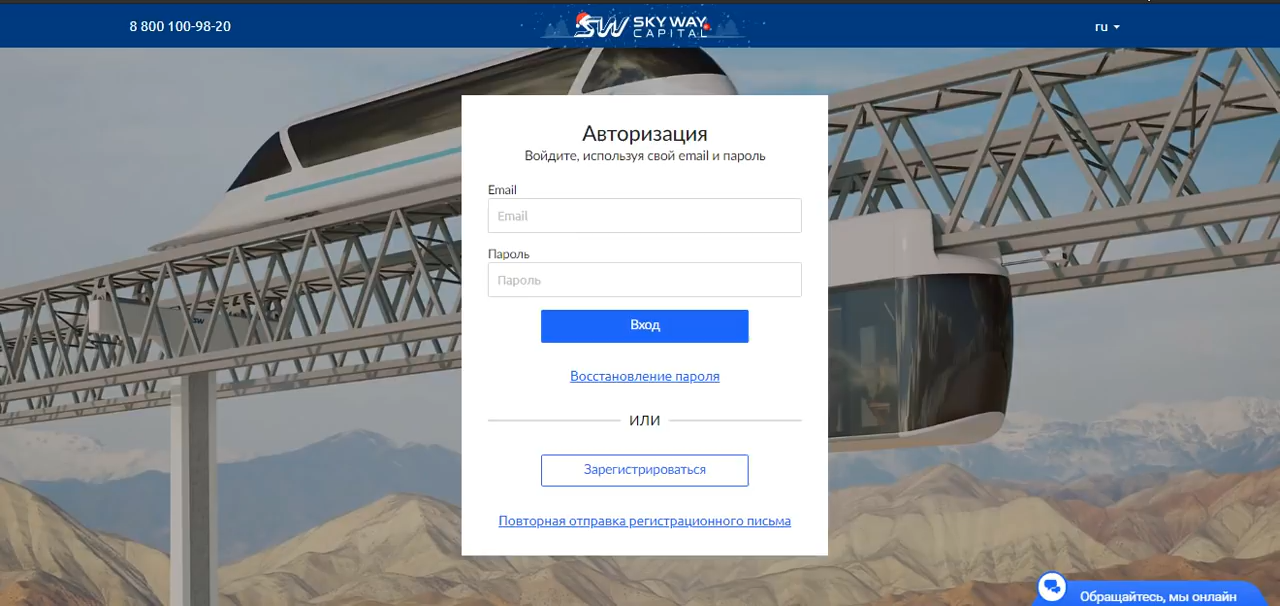 8 800 100-98-20
SW SKY WAY
CAPITAL
ru
Авторизация
Войдите, используя свой email и пароль
Email
Email
Пароль
Пароль
Вход
Восстановление пароля
ИЛИ
Зарегистрироваться
Повторная отправка регистрационного письма
SW
Обращайтесь, мы онлайн